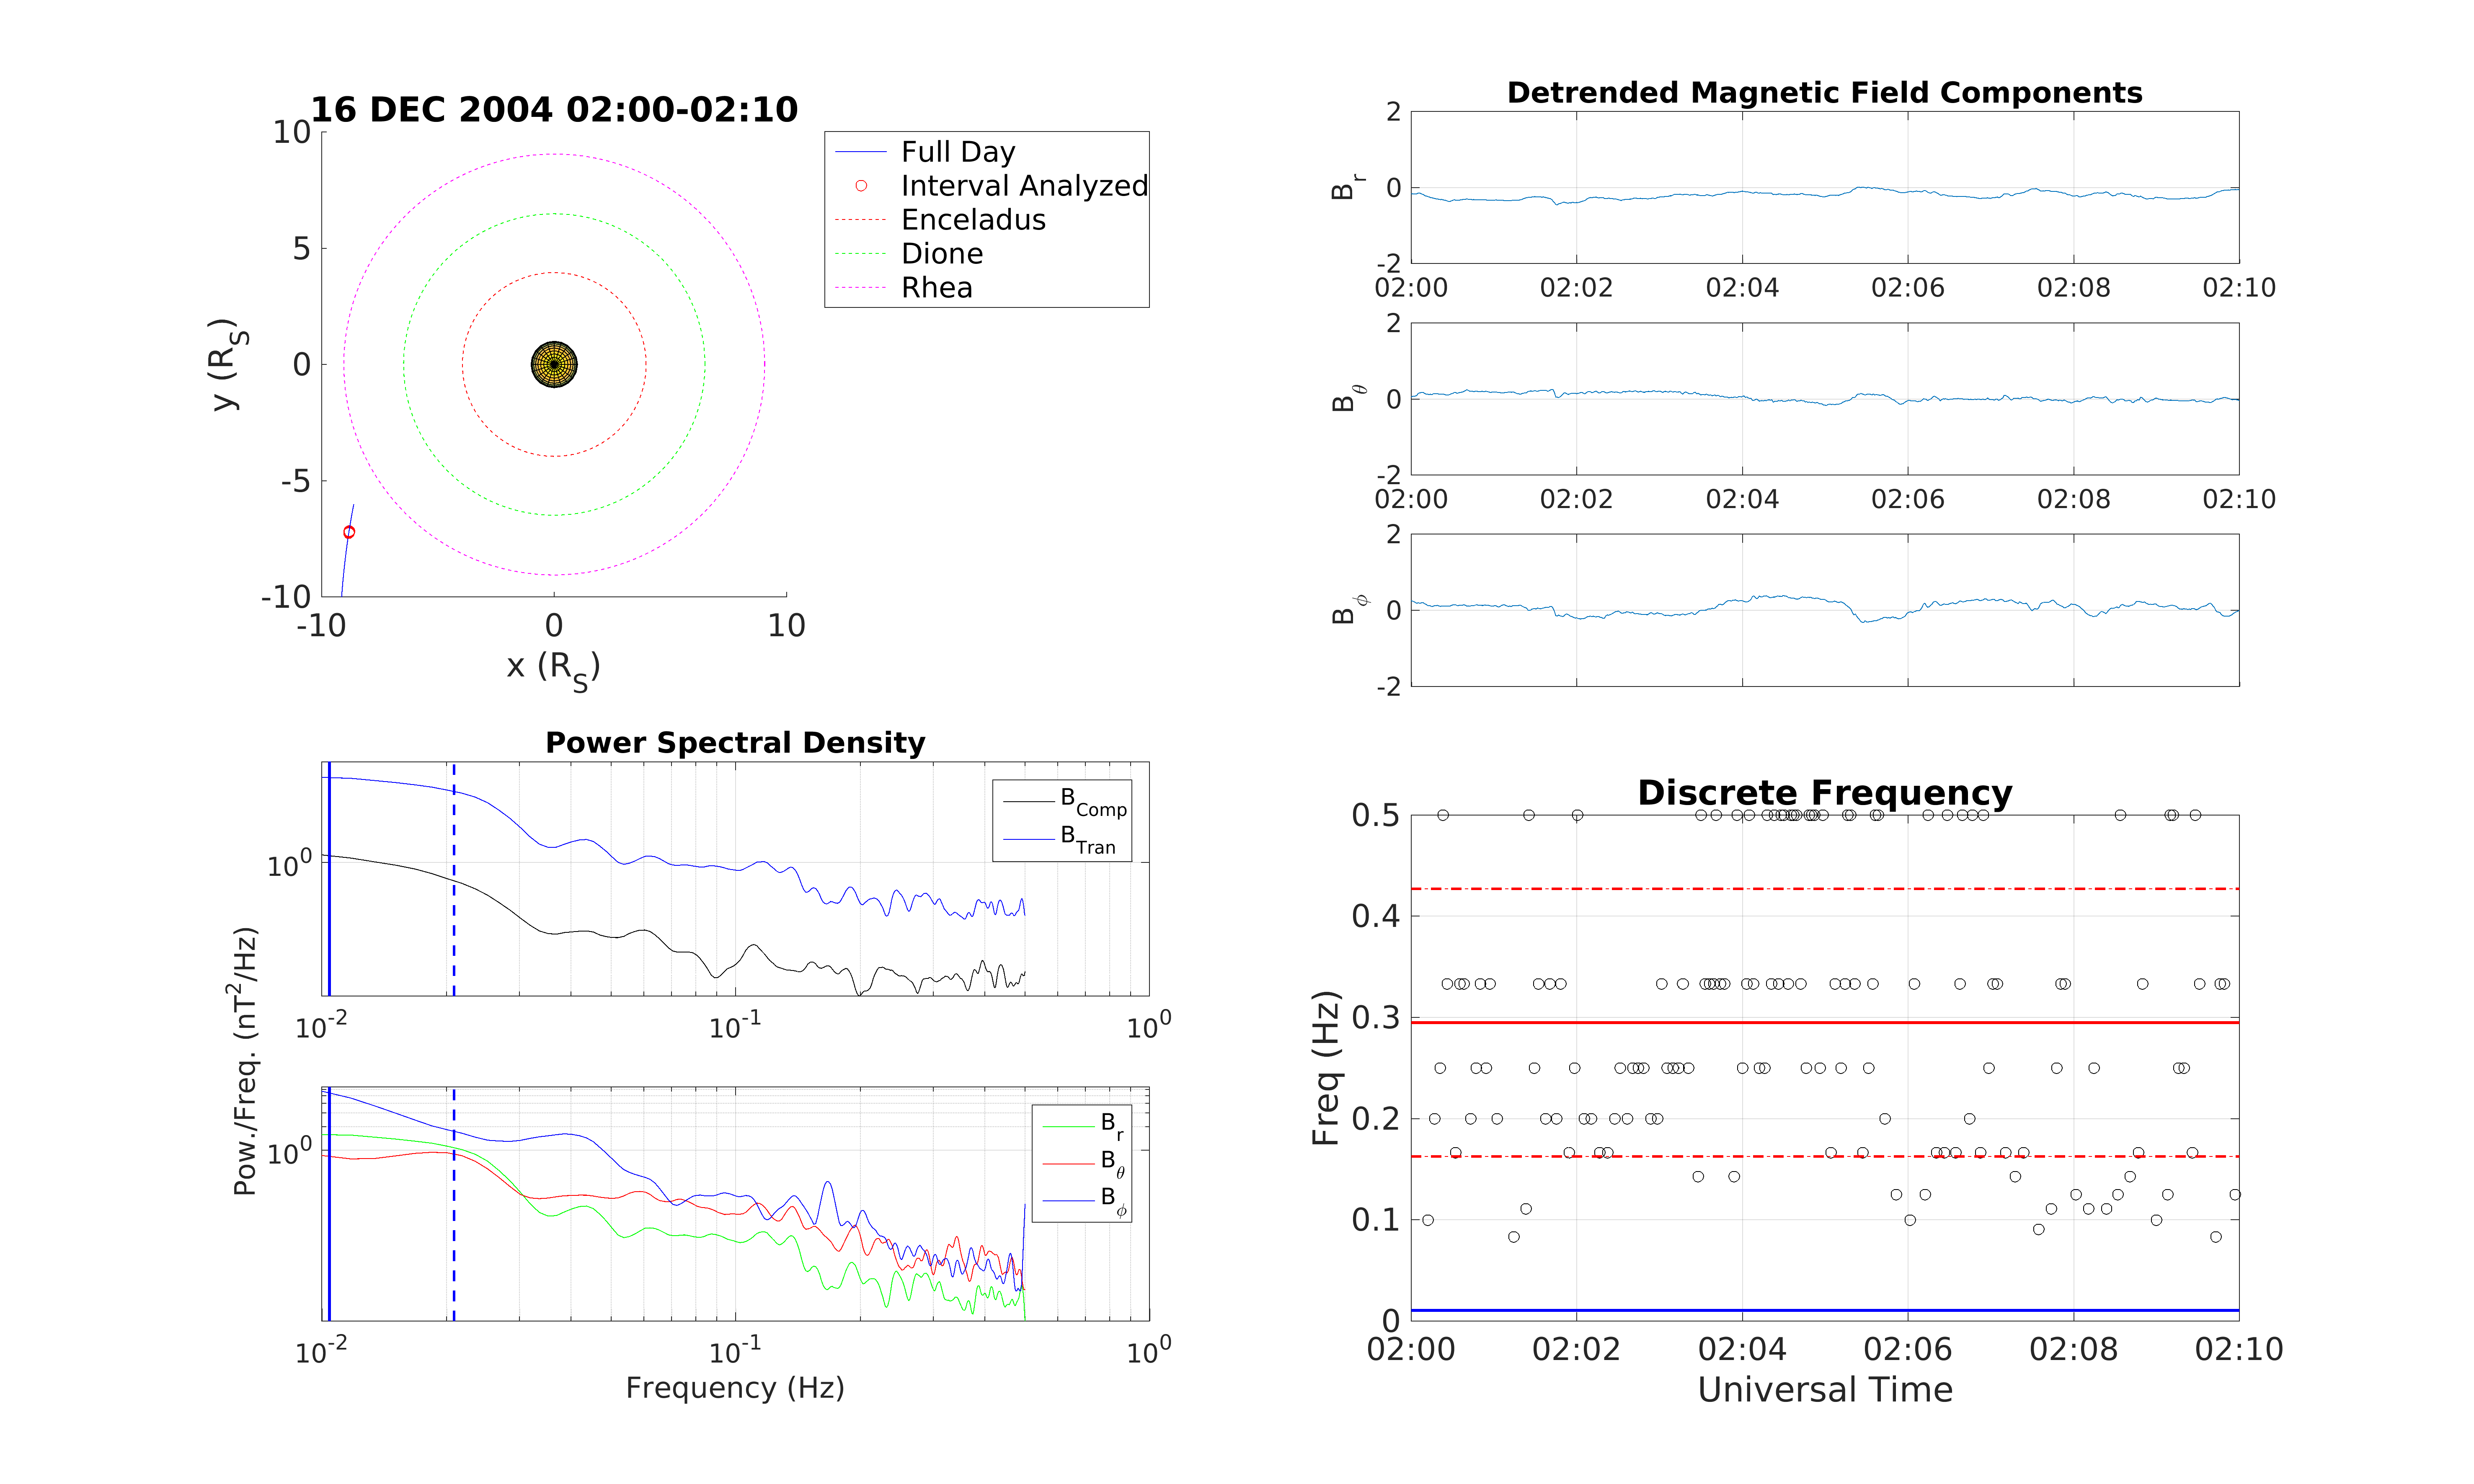 16 DEC 2004 02:00-02:10
10
5
0
-5
-10
y (R_S)
-10 0 10
x (R_S)
Full Day
Interval Analyzed
Enceladus
Dione
Rhea
Detrended Magnetic Field Components
2
0
-2
B_r
02:00 02:02 02:04 02:06 02:08 02:10
2
0
-2
B_θ
02:00 02:02 02:04 02:06 02:08 02:10
2
0
-2
B_ϕ
Power Spectral Density
10^0
B_Comp
B_Tran
10^-2 10^-1 10^0
Pow./Freq. (nT^2/Hz)
10^0
B_r
B_θ
B_ϕ
10^-2 10^-1 10^0
Frequency (Hz)
Discrete Frequency
0.5
0.4
0.3
0.2
0.1
0
Freq (Hz)
02:00 02:02 02:04 02:06 02:08 02:10
Universal Time